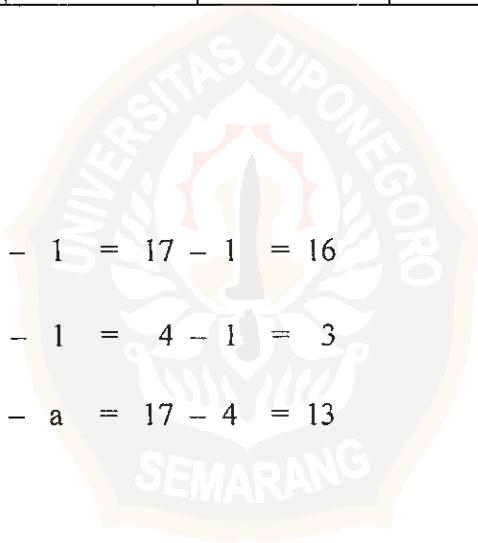 UNIVERSITAS DIPONEGORO
– 1 = 17 – 1 = 16
– 1 = 4 – 1 = 3
– a = 17 – 4 = 13
SEMARANG